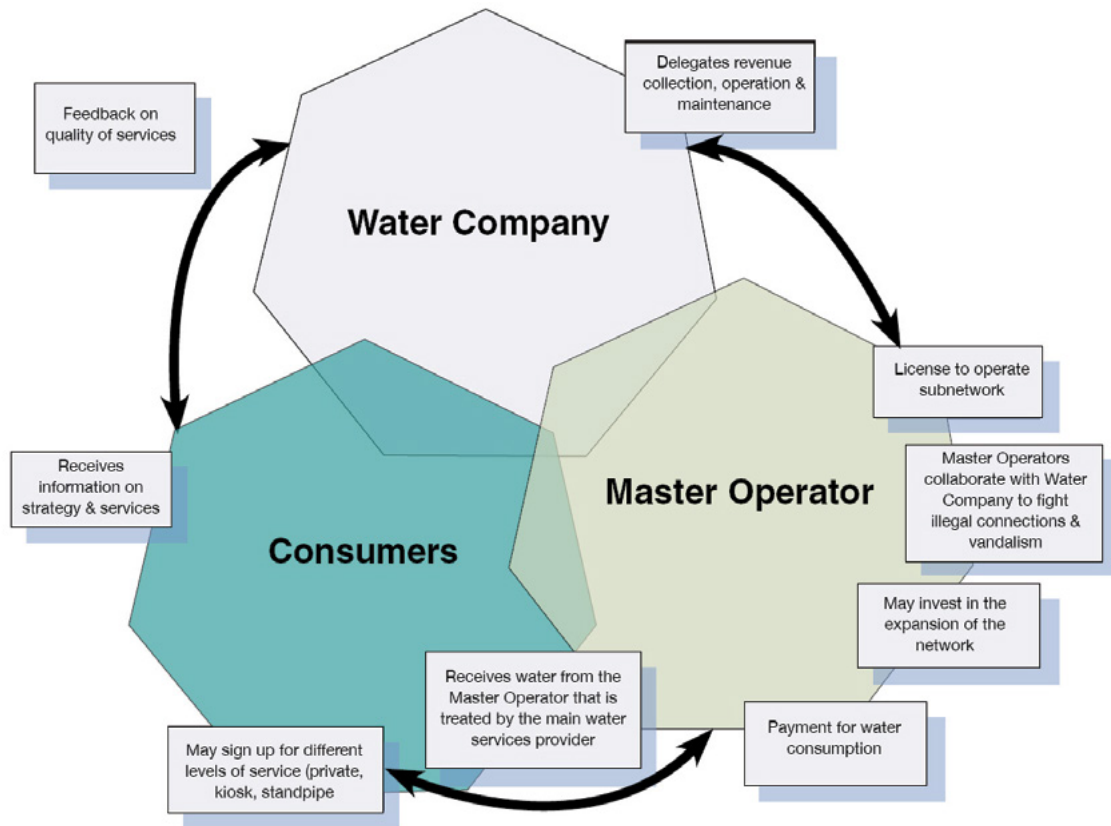 Delegates revenue
collection, operation &
maintenance
Feedback on
quality of services
Water Company
License to operate
subnetwork
Receives
information on
strategy & services
Master Operators
collaborate with Water
Company to fight
illegal connections &
vandalism
Master Operator
Consumers
May invest in the
expansion of the
network
Receives water from the
Master Operator that is
treated by the main water
services provider
Payment for water
consumption
May sign up for different
levels of service (private,
kiosk, standpipe